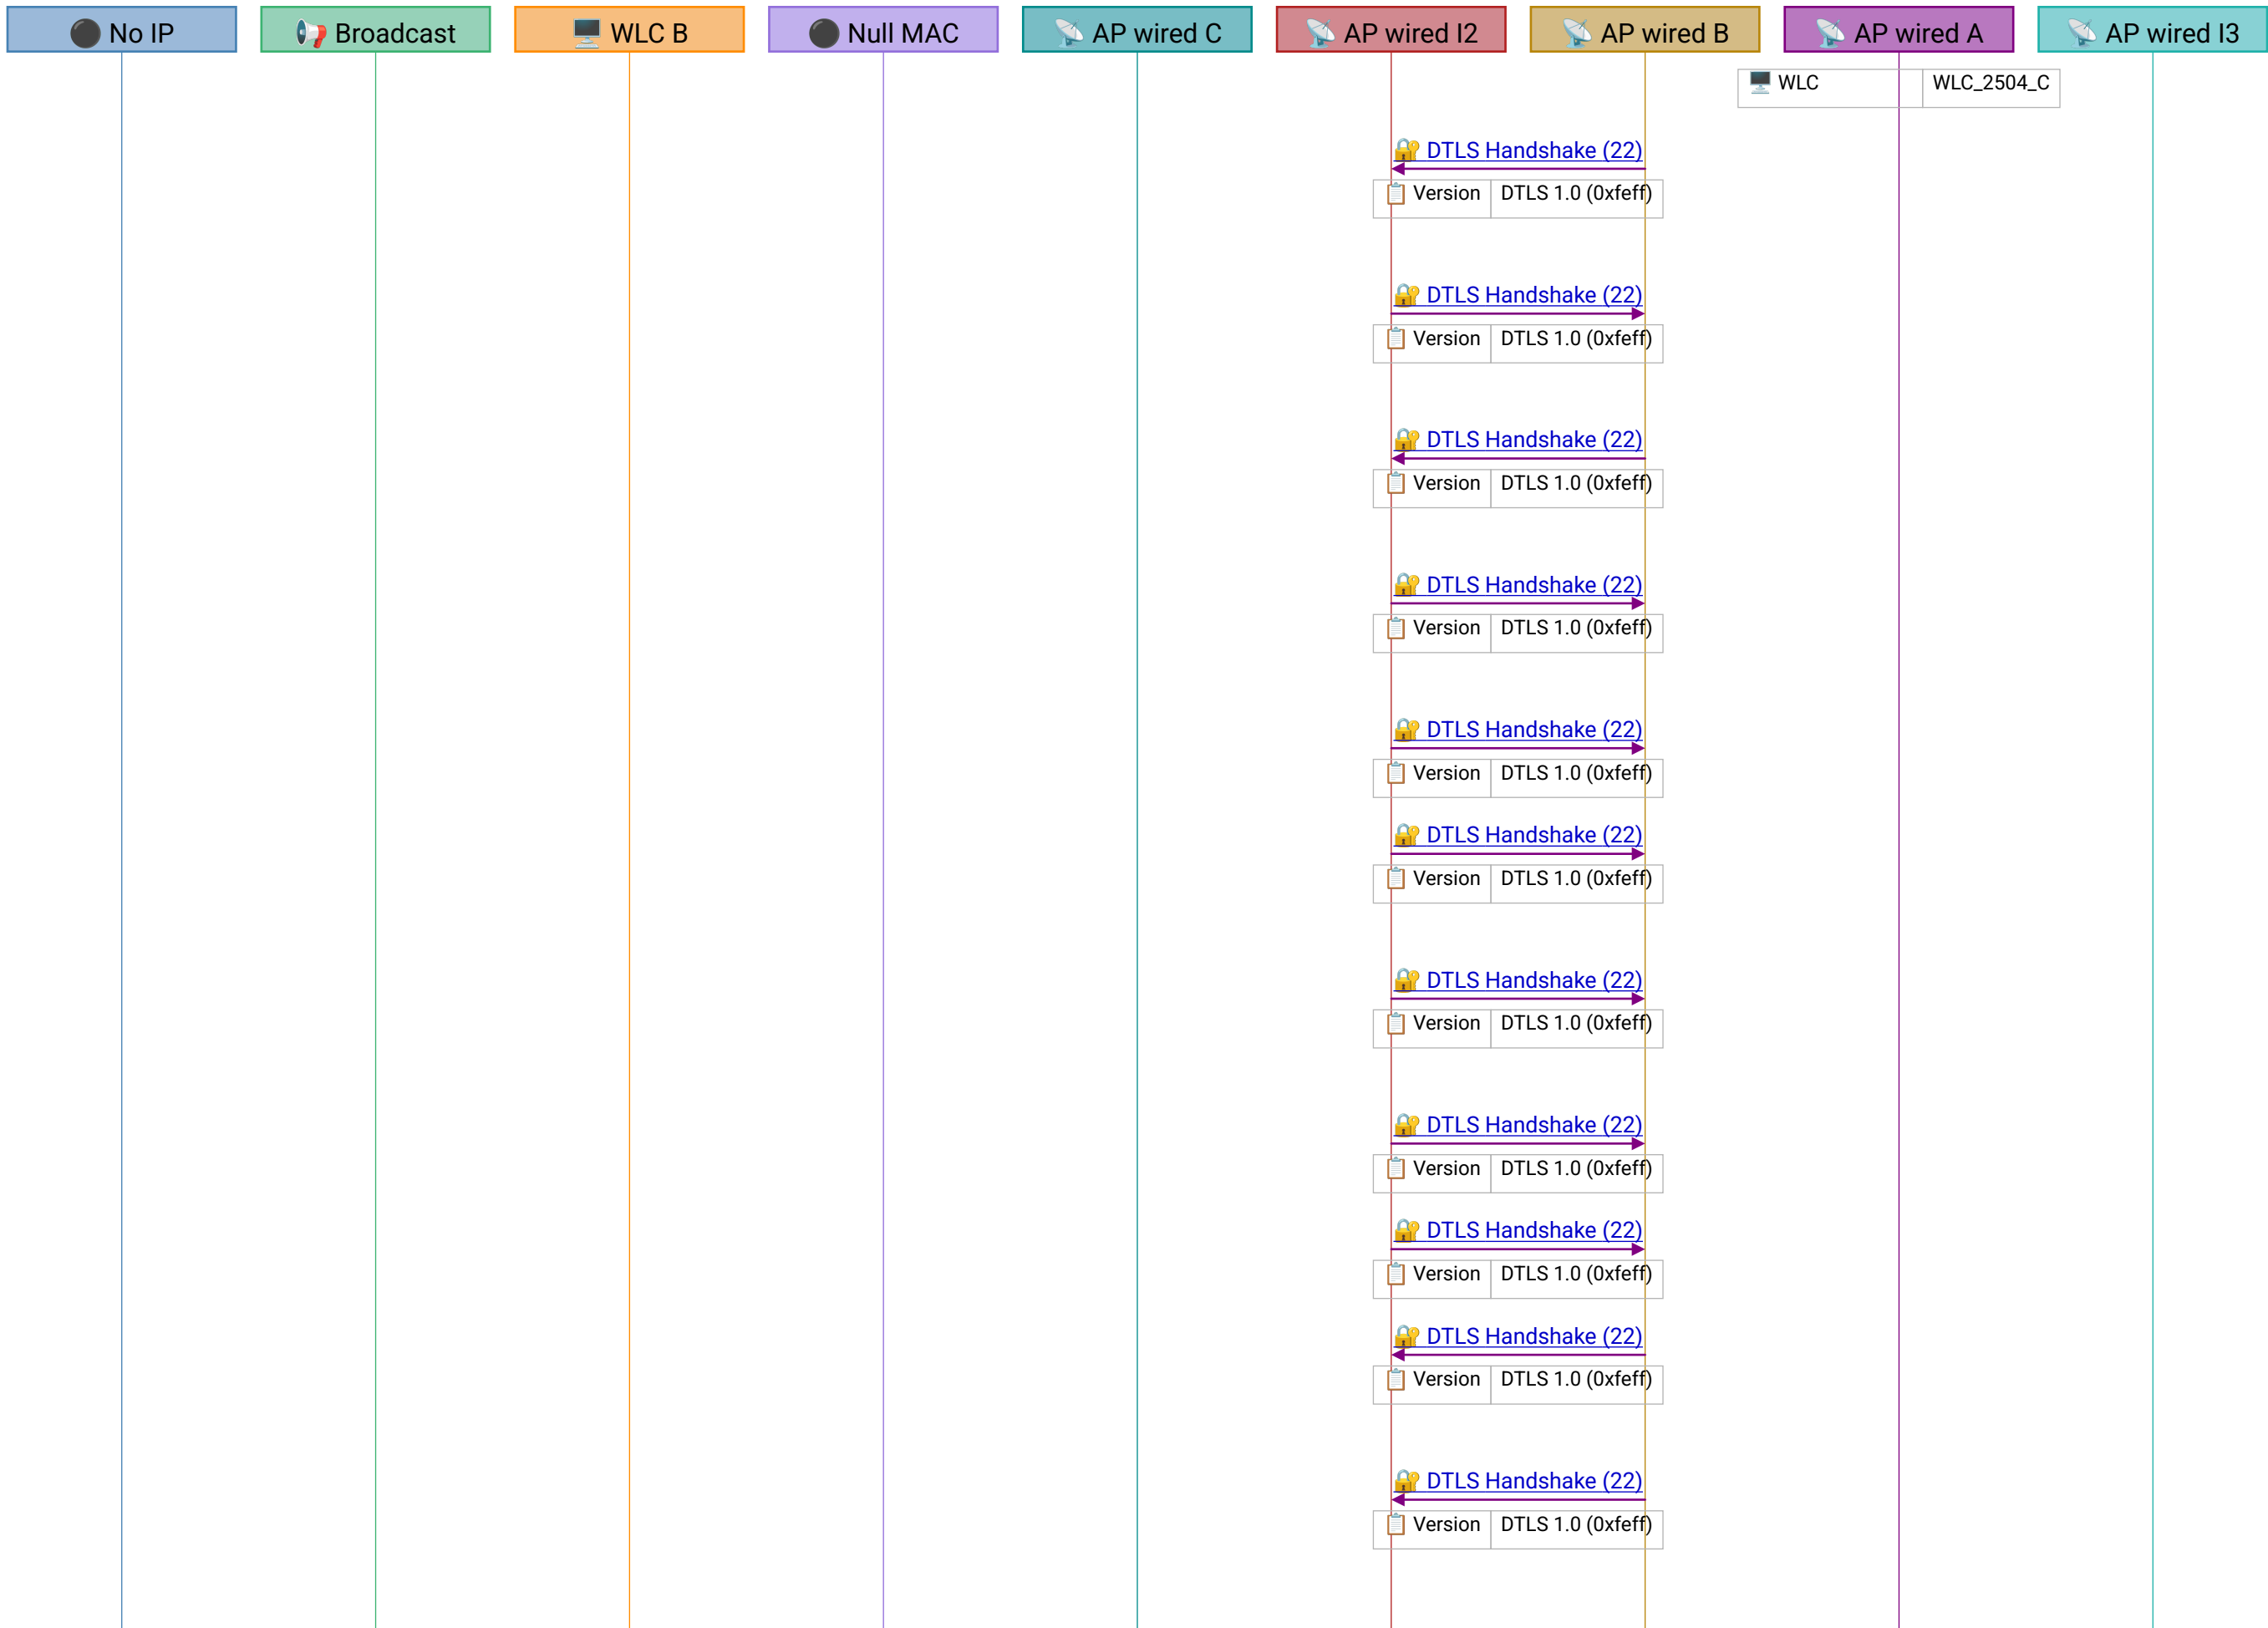 ⚫ No IP
📢 Broadcast
🖥️ WLC B
⚫ Null MAC
📡 AP wired C
📡 AP wired I2
📡 AP wired B
📡 AP wired A
📡 AP wired I3
🖥️ WLC WLC_2504_C
🔐 DTLS Handshake (22)
📋 Version DTLS 1.0 (0xfeff)
🔐 DTLS Handshake (22)
📋 Version DTLS 1.0 (0xfeff)
🔐 DTLS Handshake (22)
📋 Version DTLS 1.0 (0xfeff)
🔐 DTLS Handshake (22)
📋 Version DTLS 1.0 (0xfeff)
🔐 DTLS Handshake (22)
📋 Version DTLS 1.0 (0xfeff)
🔐 DTLS Handshake (22)
📋 Version DTLS 1.0 (0xfeff)
🔐 DTLS Handshake (22)
📋 Version DTLS 1.0 (0xfeff)
🔐 DTLS Handshake (22)
📋 Version DTLS 1.0 (0xfeff)
🔐 DTLS Handshake (22)
📋 Version DTLS 1.0 (0xfeff)
🔐 DTLS Handshake (22)
📋 Version DTLS 1.0 (0xfeff)
🔐 DTLS Handshake (22)
📋 Version DTLS 1.0 (0xfeff)